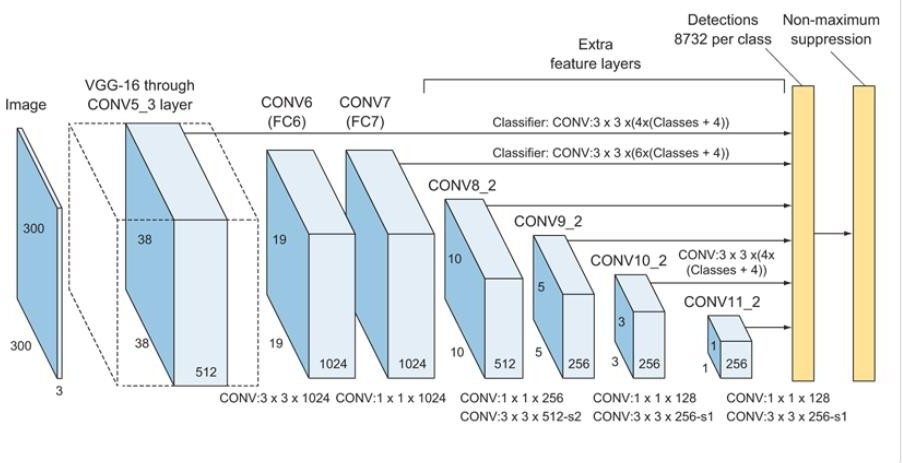 Detections
8732 per class
Non-maximum
suppression
Extra
feature layers
VGG-16 through
CONV5_3 layer
Image
CONV6
(FC6)
CONV7
(FC7)
Classifier: CONV:3 x 3 x(4x(Classes + 4))
Classifier: CONV:3 x 3 x(6x(Classes + 4))
CONV8_2
CONV9_2
CONV10_2
CONV:3 x 3 x(4x
(Classes + 4))
CONV11_2
300
38
19
10
5
3
1
300
38
19
10
5
3
1
3
512
1024
1024
512
256
256
256
CONV:3 x 3 x 1024
CONV:1 x 1 x 1024
CONV:1 x 1 x 256
CONV:3 x 3 x 512-s2
CONV:1 x 1 x 128
CONV:3 x 3 x 256-s1
CONV:1 x 1 x 128
CONV:3 x 3 x 256-s1